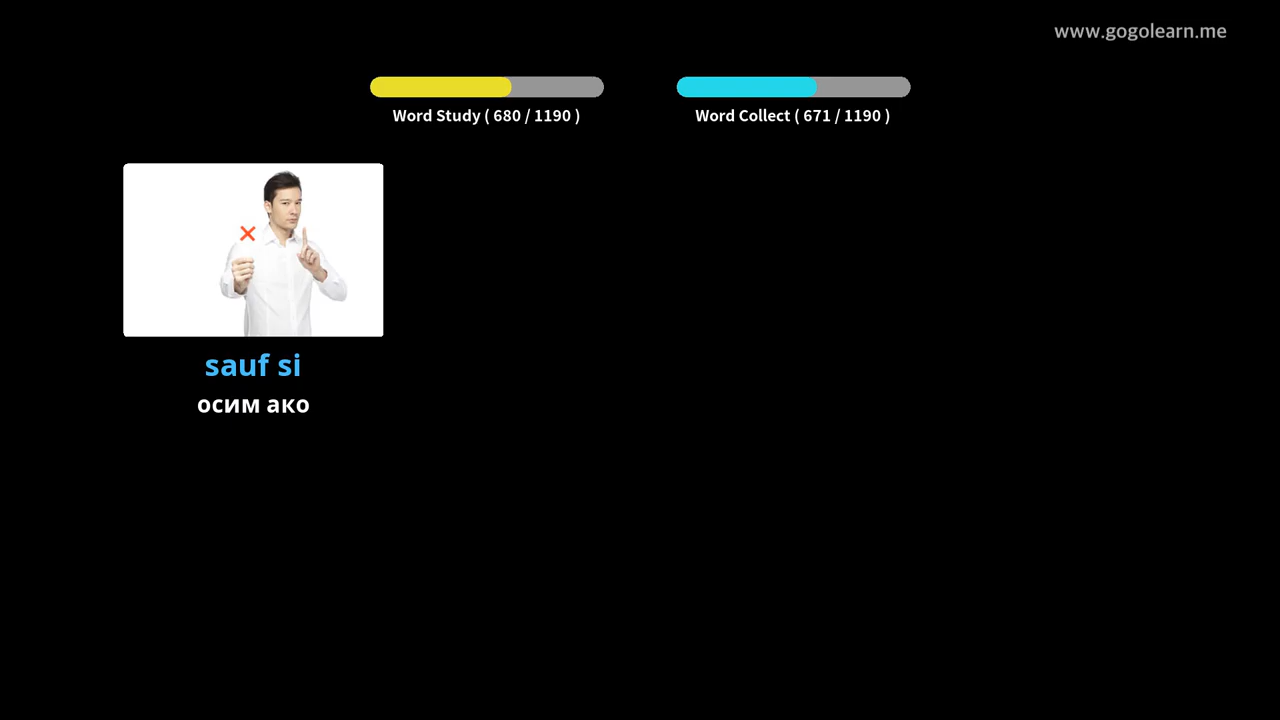 www.gogolearn.me
Word Study ( 680 / 1190 )
Word Collect ( 671 / 1190 )
sauf si
осим ако